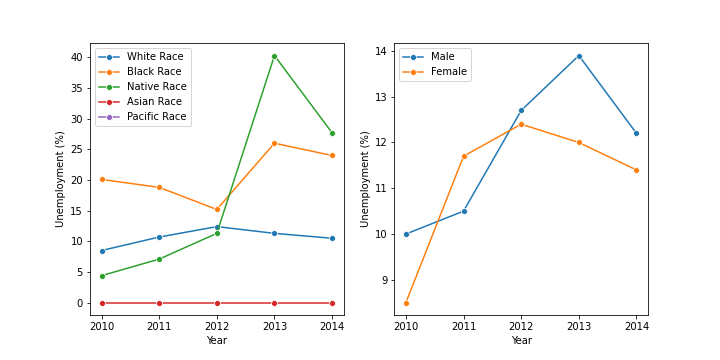 White Race
Black Race
Native Race
Asian Race
Pacific Race
40
35
30
25
20
15
10
5
0
Unemployment (%)
2010 2011 2012 2013 2014
Year
Male
Female
14
13
12
11
10
9
Unemployment (%)
2010 2011 2012 2013 2014
Year